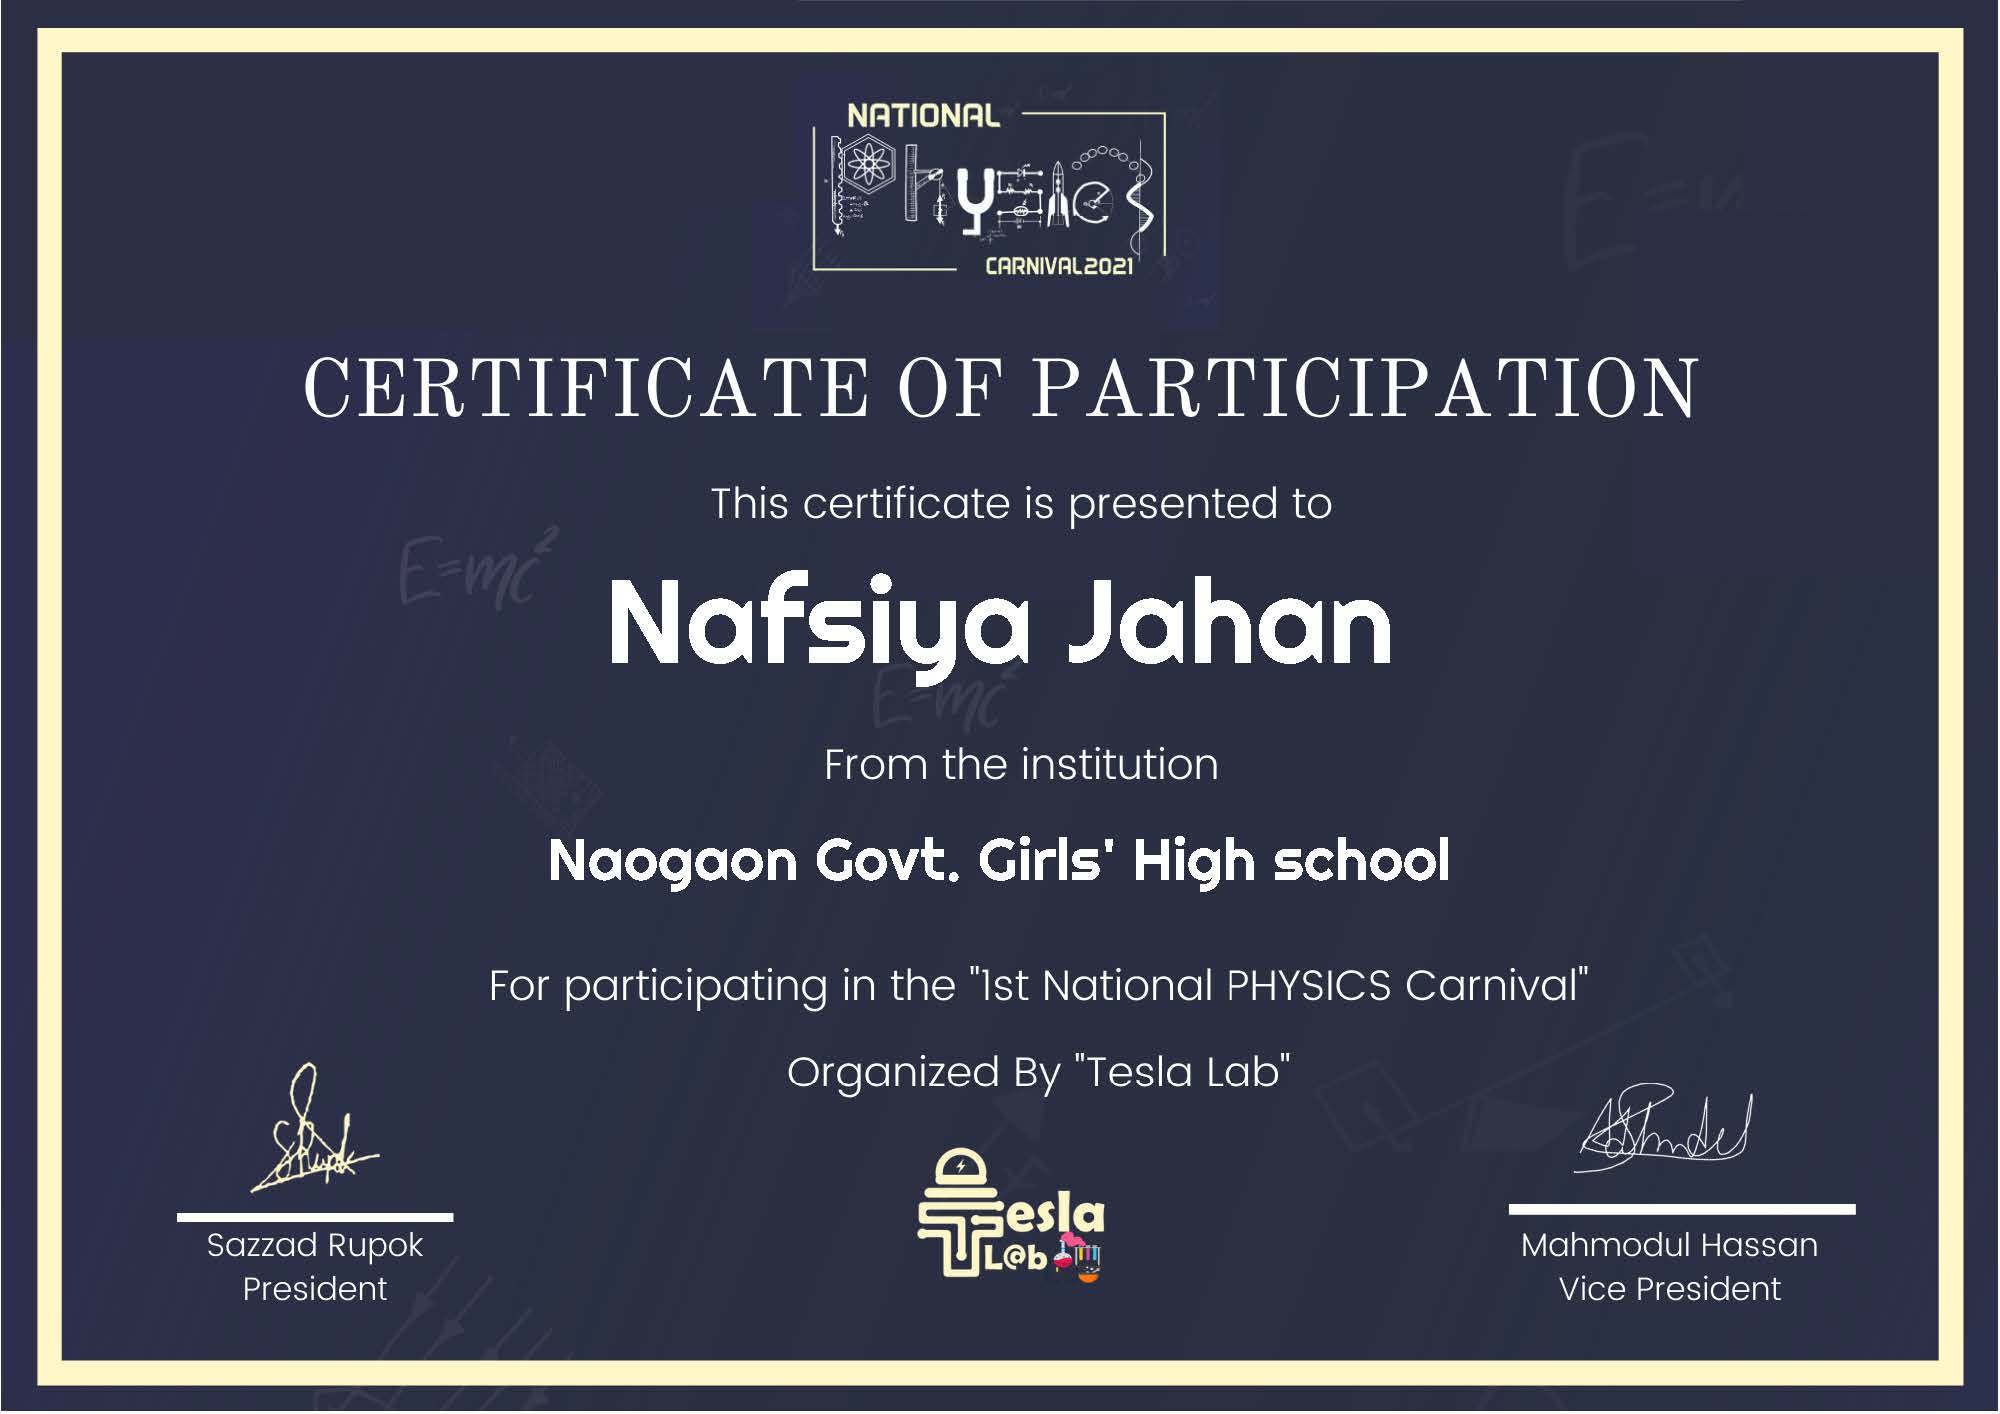 NATIONAL
PhYSICS
CARNIVAL2021
CERTIFICATE OF PARTICIPATION
This certificate is presented to
E=mc²
Nafsiya Jahan
E=mc²
From the institution
Naogaon Govt. Girls' High school
For participating in the "1st National PHYSICS Carnival"
Organized By "Tesla Lab"
Tesla
L@b
Sazzad Rupok
President
Mahmodul Hassan
Vice President